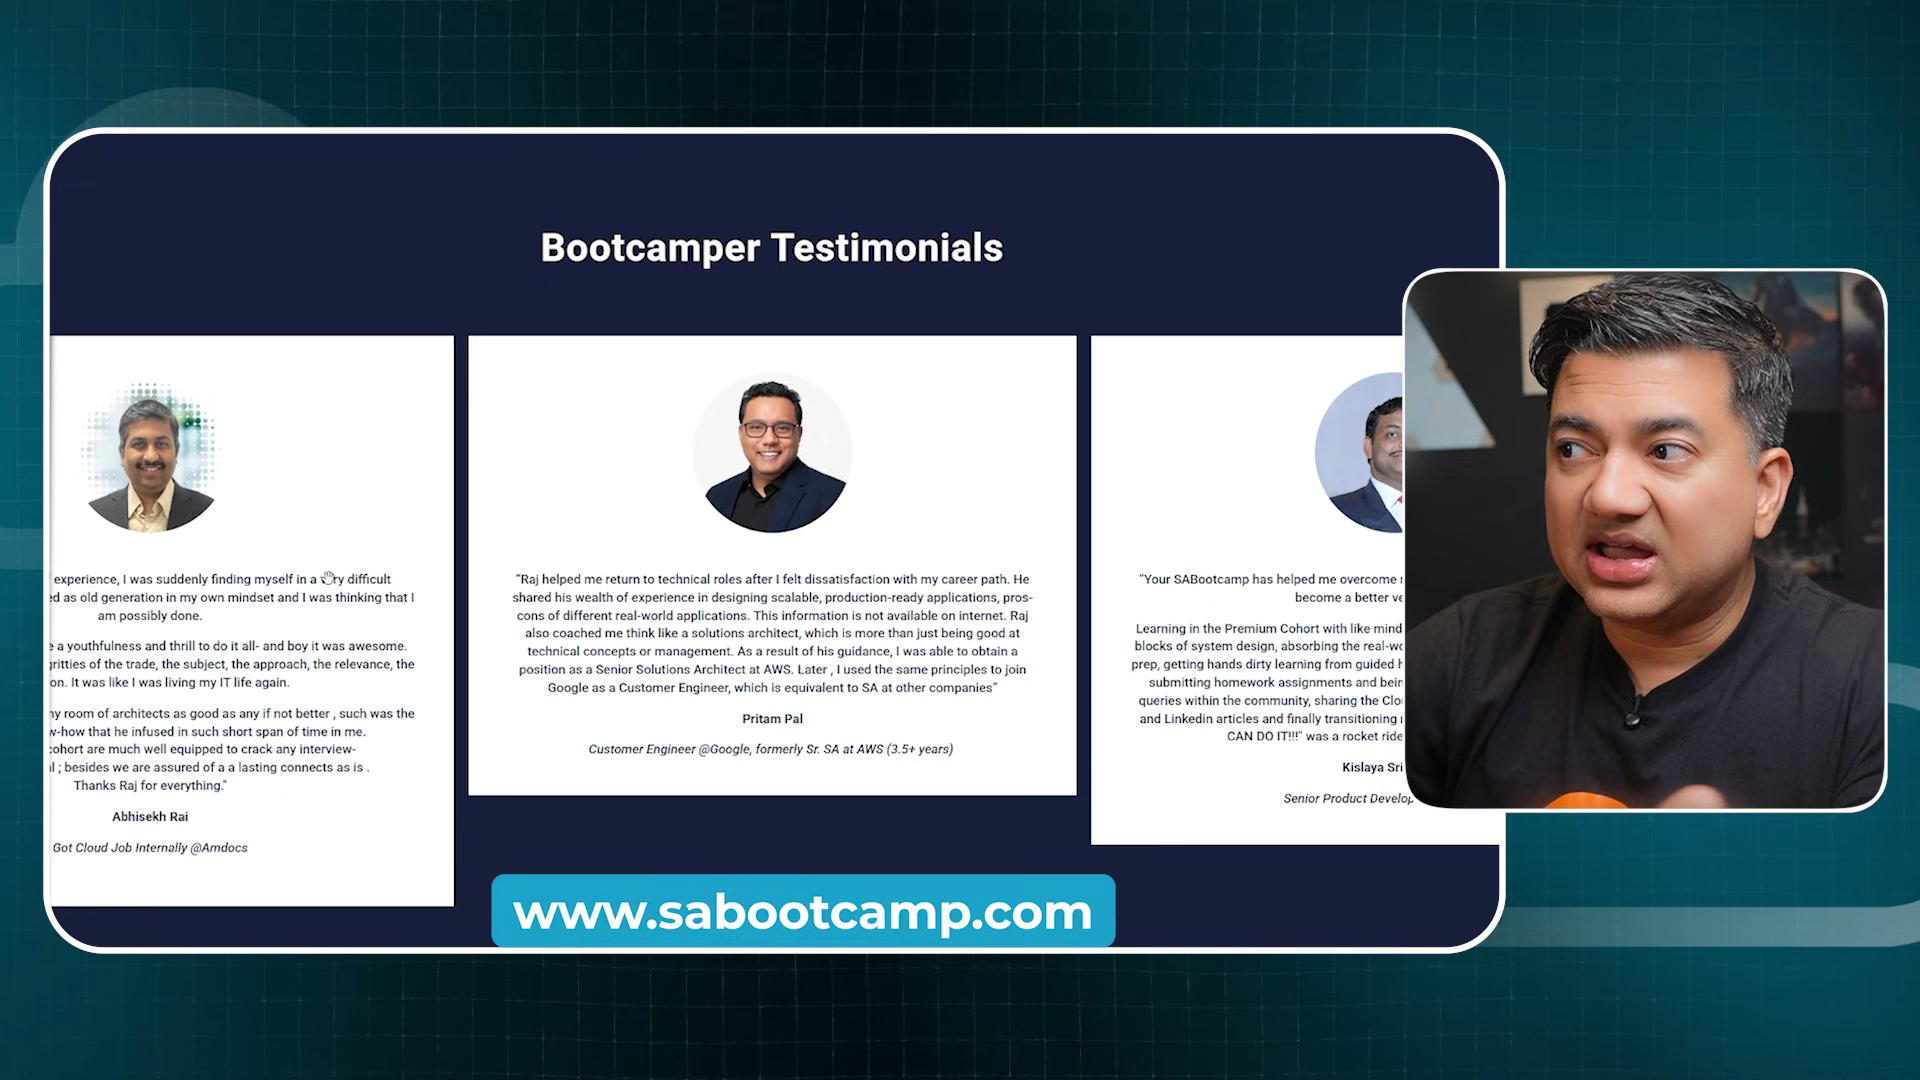 Bootcamper Testimonials
experience, I was suddenly finding myself in a very difficult
ed as old generation in my own mindset and I was thinking that I
am possibly done.
e a youthfulness and thrill to do it all- and boy it was awesome.
gritties of the trade, the subject, the approach, the relevance, the
on. It was like I was living my IT life again.
ny room of architects as good as any if not better , such was the
w-how that he infused in such short span of time in me.
cohort are much well equipped to crack any interview-
l ; besides we are assured of a a lasting connects as is .
Thanks Raj for everything."
Abhisekh Rai
Got Cloud Job Internally @Amdocs
"Raj helped me return to technical roles after I felt dissatisfaction with my career path. He
shared his wealth of experience in designing scalable, production-ready applications, pros-
cons of different real-world applications. This information is not available on internet. Raj
also coached me think like a solutions architect, which is more than just being good at
technical concepts or management. As a result of his guidance, I was able to obtain a
position as a Senior Solutions Architect at AWS. Later , I used the same principles to join
Google as a Customer Engineer, which is equivalent to SA at other companies"
Pritam Pal
Customer Engineer @Google, formerly Sr. SA at AWS (3.5+ years)
"Your SABootcamp has helped me overcome
become a better ve
Learning in the Premium Cohort with like mind
blocks of system design, absorbing the real-wo
prep, getting hands dirty learning from guided h
submitting homework assignments and bein
queries within the community, sharing the Clo
and Linkedin articles and finally transitioning
CAN DO IT!!!" was a rocket ride
Kislaya Sri
Senior Product Develop
www.sabootcamp.com